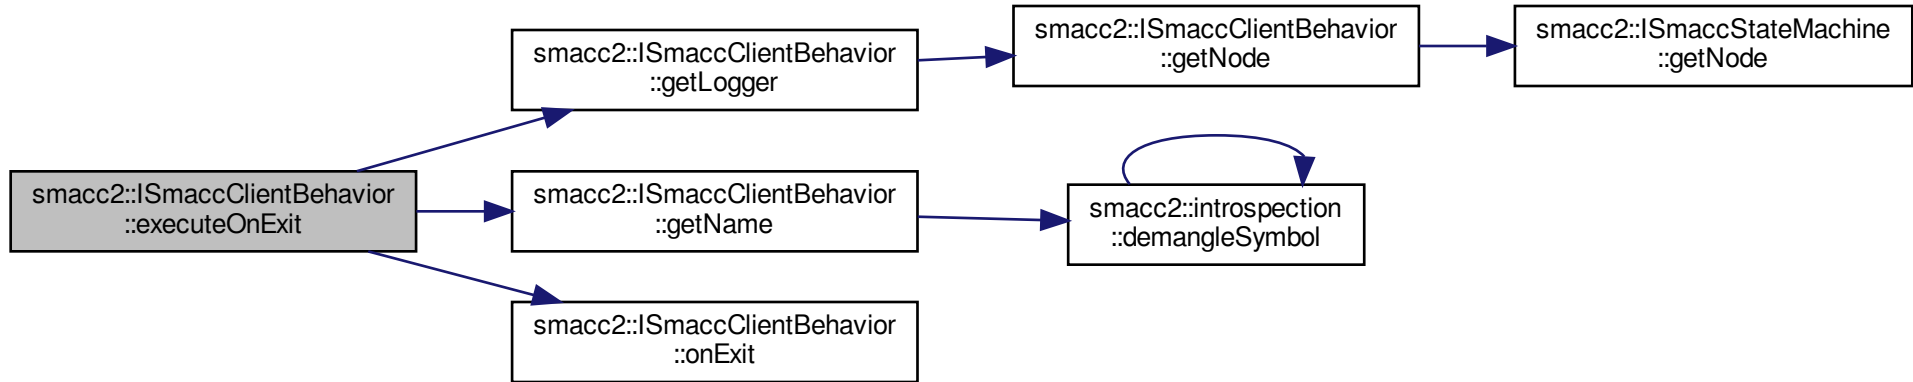 smacc2::ISmaccClientBehavior
::executeOnExit
smacc2::ISmaccClientBehavior
::getLogger
smacc2::ISmaccClientBehavior
::getNode
smacc2::ISmaccStateMachine
::getNode
smacc2::ISmaccClientBehavior
::getName
smacc2::introspection
::demangleSymbol
smacc2::ISmaccClientBehavior
::onExit